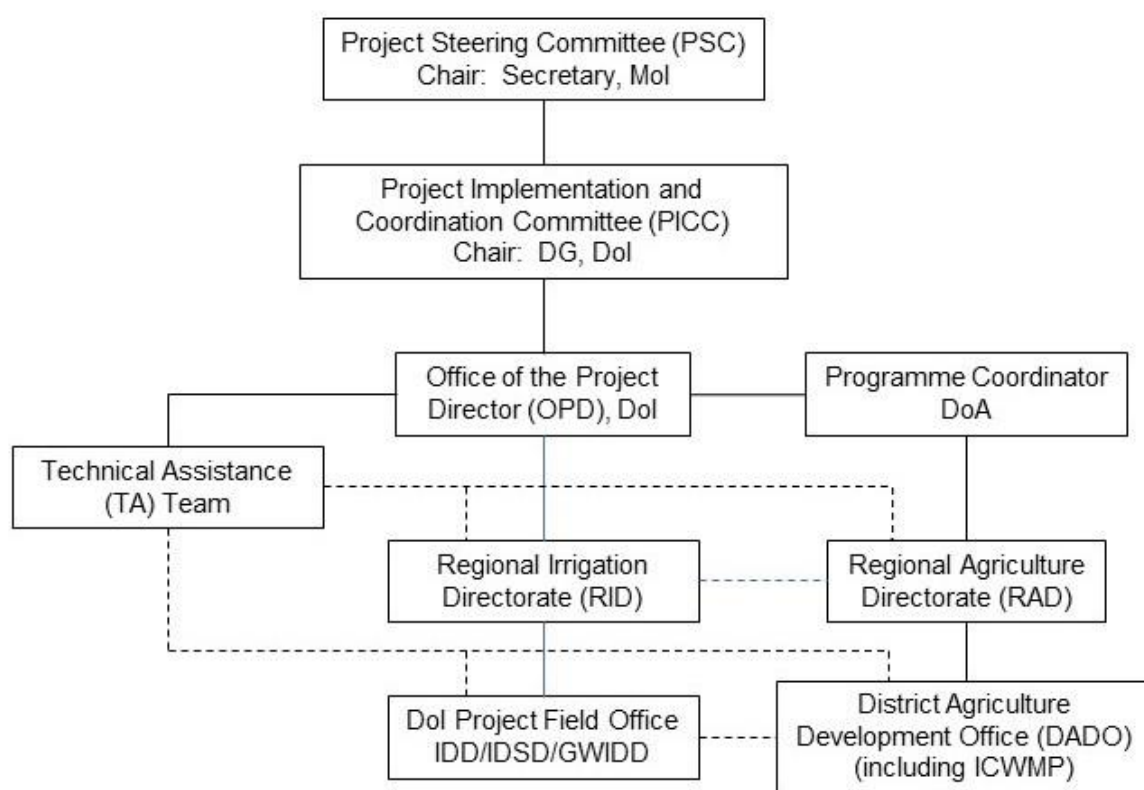 Project Steering Committee (PSC)
Chair: Secretary, MoI
Project Implementation and
Coordination Committee (PICC)
Chair: DG, DoI
Office of the Project
Director (OPD), DoI
Programme Coordinator
DoA
Technical Assistance
(TA) Team
Regional Irrigation
Directorate (RID)
Regional Agriculture
Directorate (RAD)
DoI Project Field Office
IDD/IDSD/GWIDD
District Agriculture
Development Office (DADO)
(including ICWMP)